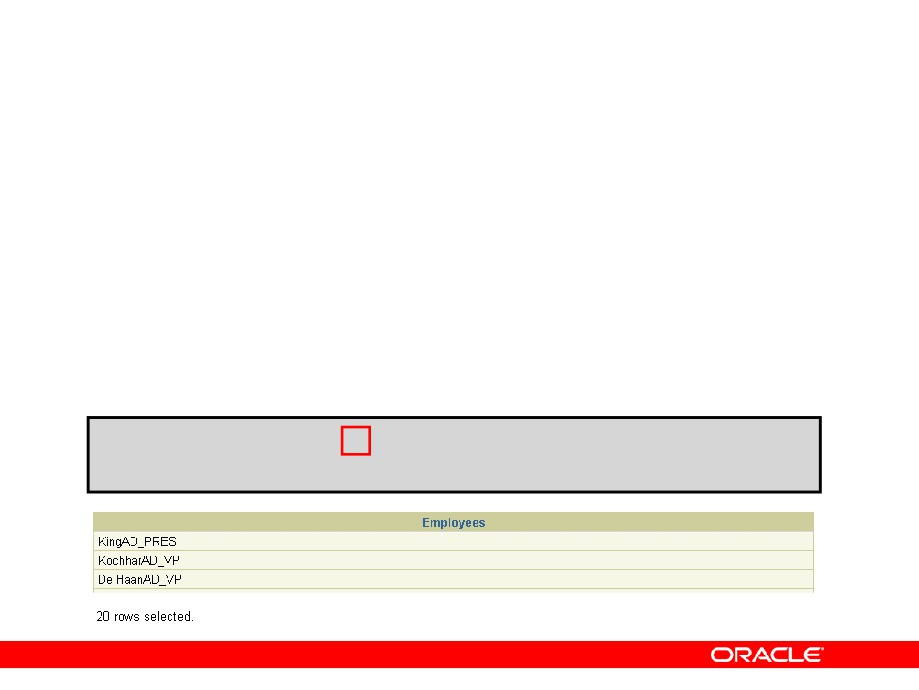 Employees
KingAD_PRES
KochharAD_VP
De HaanAD_VP
20 rows selected.
ORACLE